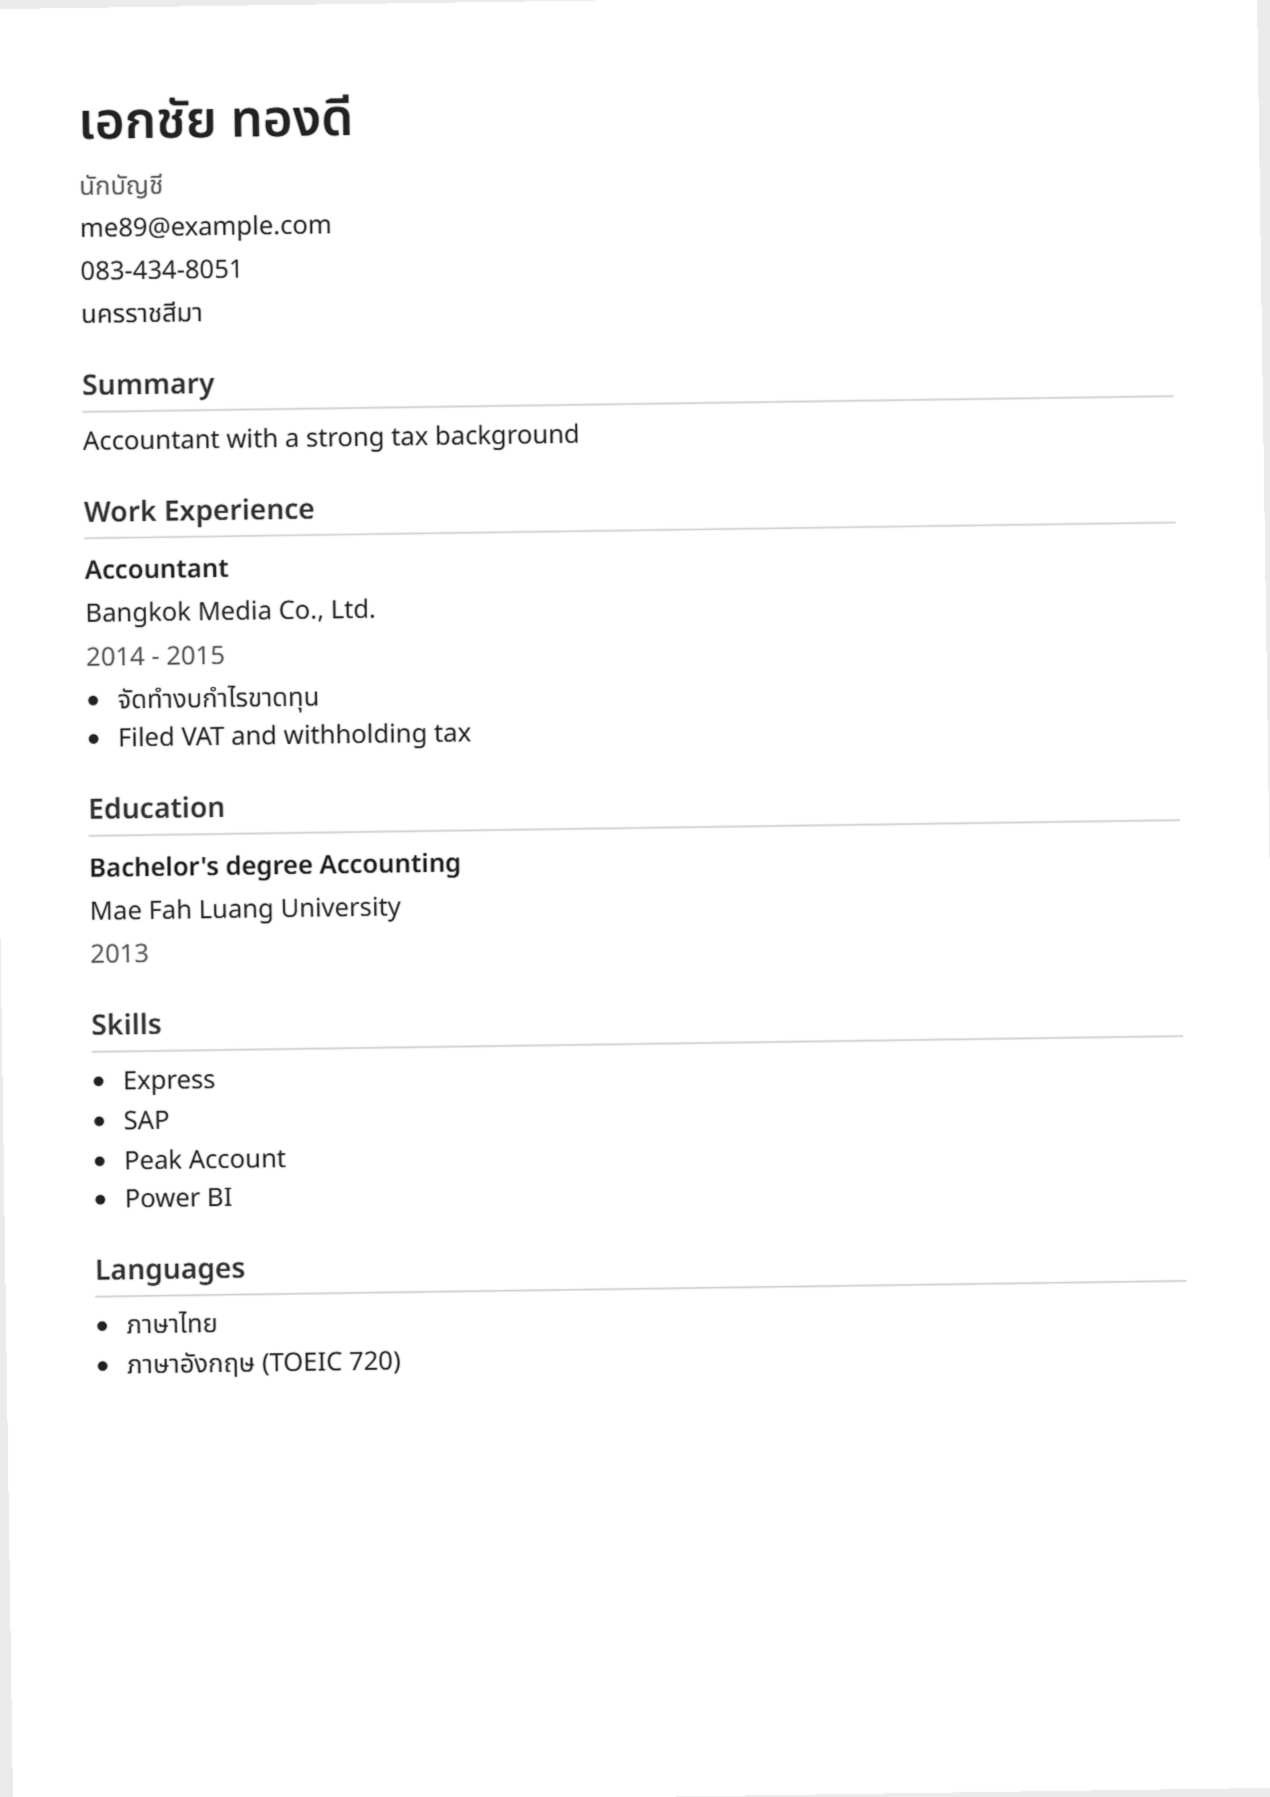 เอกชัย ทองดี
นักบัญชี
me89@example.com
083-434-8051
นครราชสีมา
Summary
Accountant with a strong tax background
Work Experience
Accountant
Bangkok Media Co., Ltd.
2014 - 2015
• จัดทำงบกำไรขาดทุน
• Filed VAT and withholding tax
Education
Bachelor's degree Accounting
Mae Fah Luang University
2013
Skills
• Express
• SAP
• Peak Account
• Power BI
Languages
• ภาษาไทย
• ภาษาอังกฤษ (TOEIC 720)